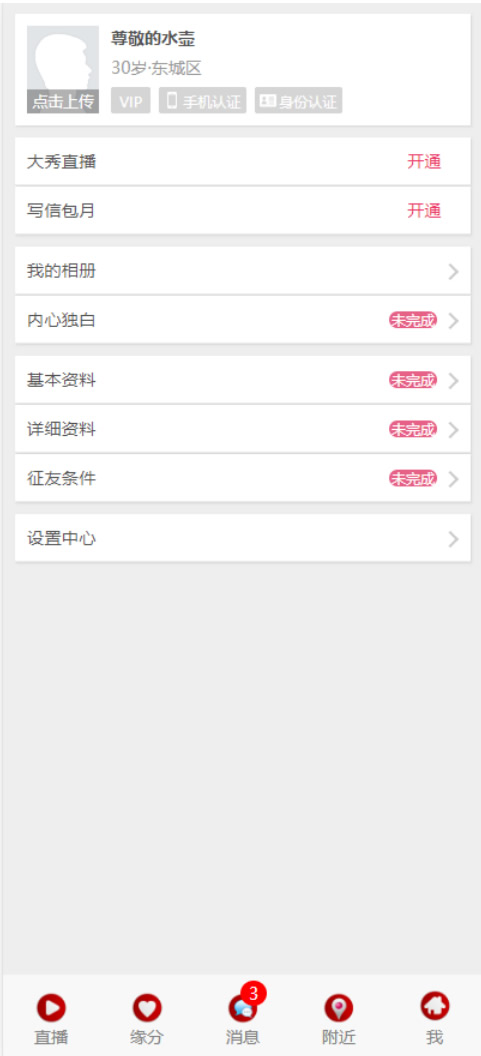 尊敬的水壶
30岁·东城区
点击上传 VIP 手机认证 身份认证
大秀直播 开通
写信包月 开通
我的相册
内心独白 未完成
基本资料 未完成
详细资料 未完成
征友条件 未完成
设置中心
3
直播 缘分 消息 附近 我